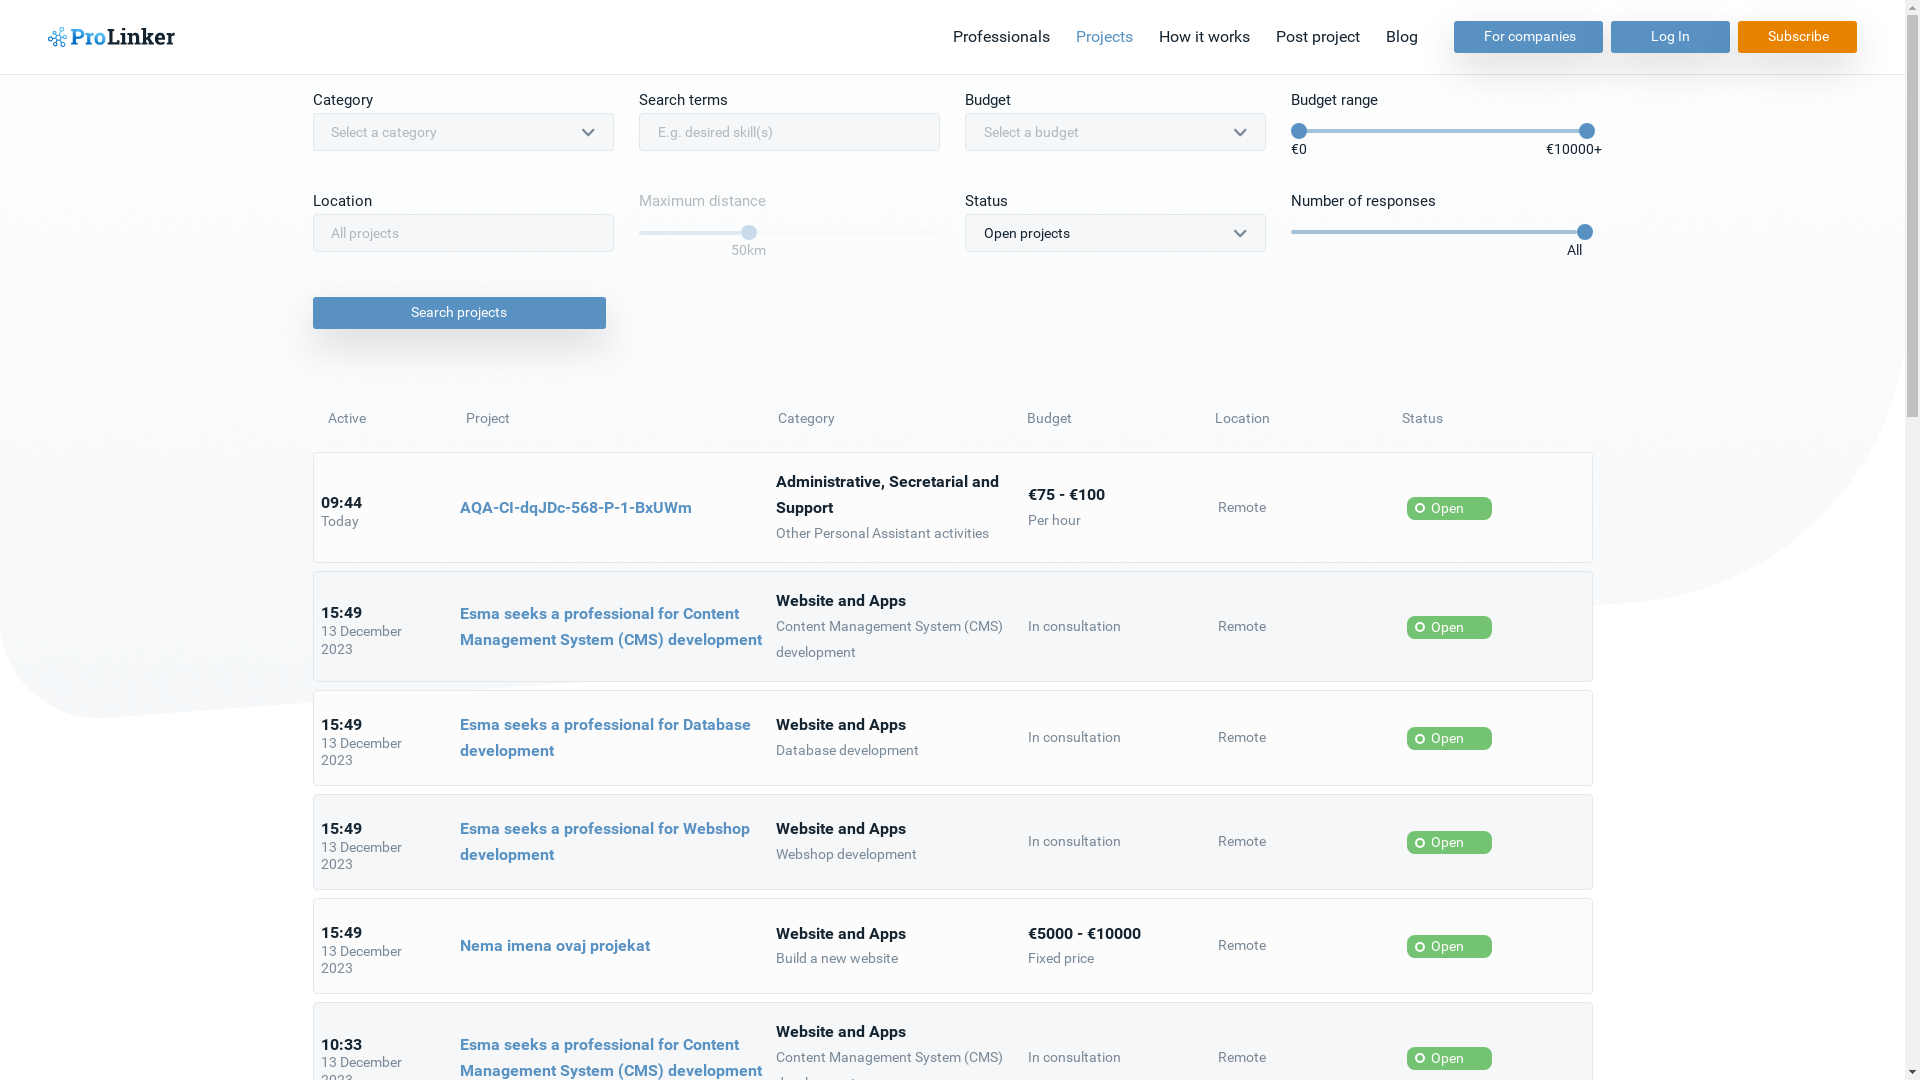 ProLinker
Professionals
Projects
How it works
Post project
Blog
For companies
Log In
Subscribe
Category
Search terms
Budget
Budget range
Select a category
E.g. desired skill(s)
Select a budget
€0
€10000+
Location
Maximum distance
Status
Number of responses
All projects
50km
Open projects
All
Search projects
Active
Project
Category
Budget
Location
Status
09:44
Today
AQA-CI-dqJDc-568-P-1-BxUWm
Administrative, Secretarial and
Support
Other Personal Assistant activities
€75 - €100
Per hour
Remote
Open
15:49
13 December
2023
Esma seeks a professional for Content
Management System (CMS) development
Website and Apps
Content Management System (CMS)
development
In consultation
Remote
Open
15:49
13 December
2023
Esma seeks a professional for Database
development
Website and Apps
Database development
In consultation
Remote
Open
15:49
13 December
2023
Esma seeks a professional for Webshop
development
Website and Apps
Webshop development
In consultation
Remote
Open
15:49
13 December
2023
Nema imena ovaj projekat
Website and Apps
Build a new website
€5000 - €10000
Fixed price
Remote
Open
10:33
13 December
2023
Esma seeks a professional for Content
Management System (CMS) development
Website and Apps
Content Management System (CMS)
In consultation
Remote
Open